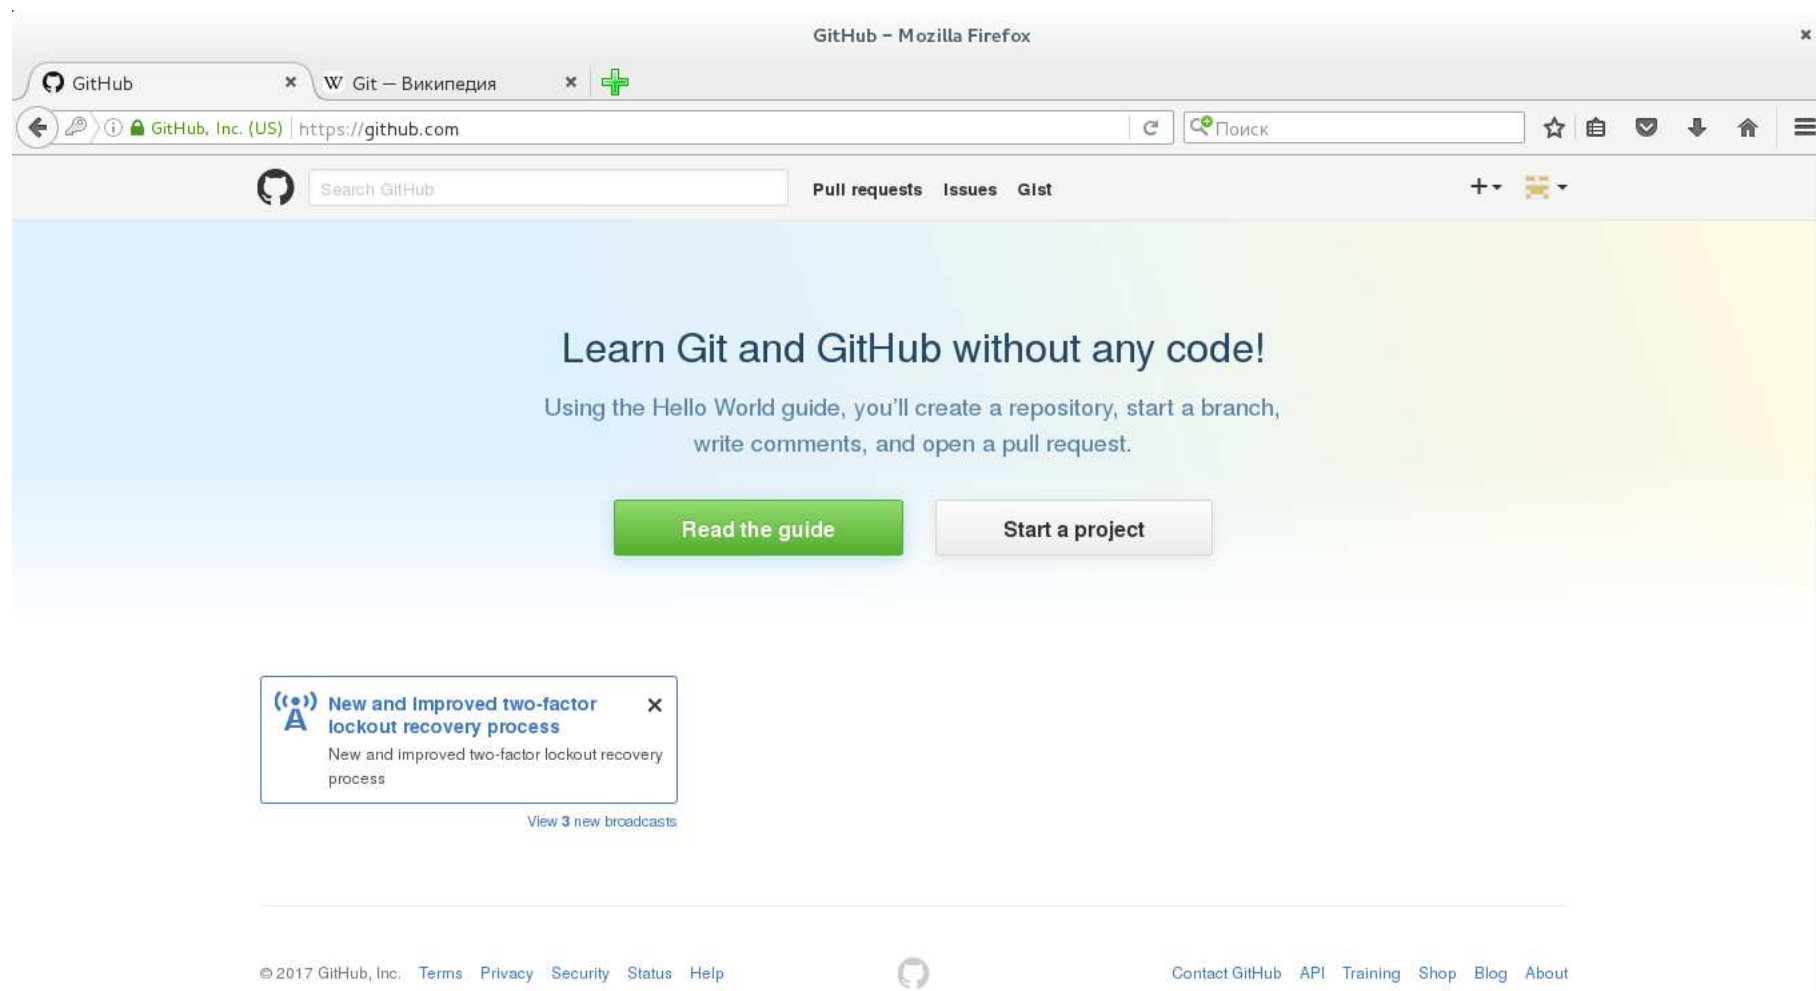 GitHub – Mozilla Firefox
GitHub
W Git — Википедия
GitHub, Inc. (US) https://github.com
Поиск
Search GitHub
Pull requests Issues Gist
Learn Git and GitHub without any code!
Using the Hello World guide, you’ll create a repository, start a branch,
write comments, and open a pull request.
Read the guide
Start a project
New and improved two-factor
lockout recovery process
New and improved two-factor lockout recovery
process
View 3 new broadcasts
© 2017 GitHub, Inc. Terms Privacy Security Status Help
Contact GitHub API Training Shop Blog About